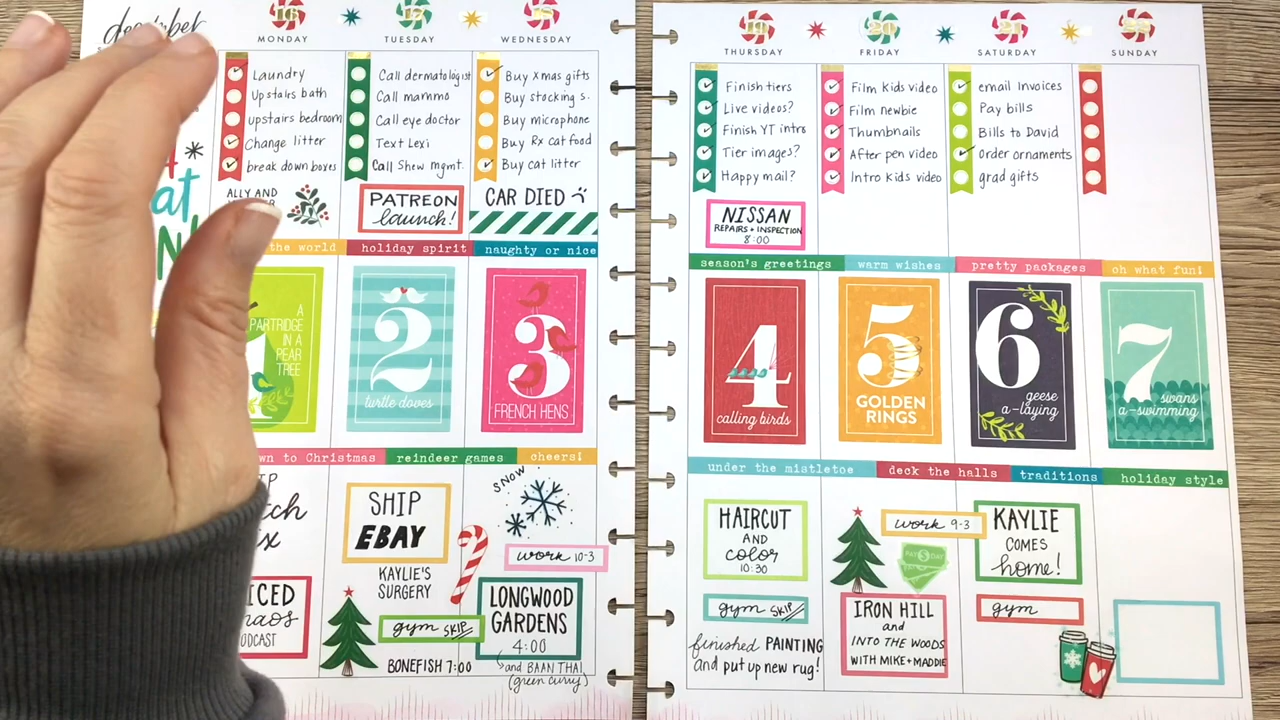 december
16
MONDAY
17
TUESDAY
18
WEDNESDAY
Laundry
Upstairs bath
upstairs bedroom
Change litter
break down boxes
Call dermatologist
Call mammo
Call eye doctor
Text Lexi
Call Shew mgmt.
Buy Xmas gifts
Buy stocking s.
Buy microphone
Buy Rx cat food
Buy cat litter
ALLY AND
PATREON
launch!
CAR DIED
the world
holiday spirit
naughty or nice
A
PARTRIDGE
IN A
PEAR
TREE
1
2
turtle doves
3
FRENCH HENS
to Christmas
reindeer games
cheers!
SHIP
EBAY
KAYLIE'S
SURGERY
gym SKIP
BONEFISH 7:00
SNOW
work 10-3
LONGWOOD
GARDENS
4:00
and BAAN THAI
(green curry)
THURSDAY
20
FRIDAY
21
SATURDAY
SUNDAY
Finish tiers
Live videos?
Finish YT intro
Tier images?
Happy mail?
Film kids video
Film newbie
Thumbnails
After pen video
Intro kids video
email Invoices
Pay bills
Bills to David
Order ornaments
grad gifts
NISSAN
REPAIRS + INSPECTION
8:00
season's greetings
warm wishes
pretty packages
oh what fun!
4
calling birds
5
GOLDEN
RINGS
6
geese
a-laying
7
swans
a-swimming
under the mistletoe
deck the halls
traditions
holiday style
HAIRCUT
AND
color
10:30
gym SKIP
finished PAINTING
and put up new rug!
work 9-3
PAY DAY
IRON HILL
and
INTO THE WOODS
WITH MIKE + MADDIE
KAYLIE
COMES
home!
gym